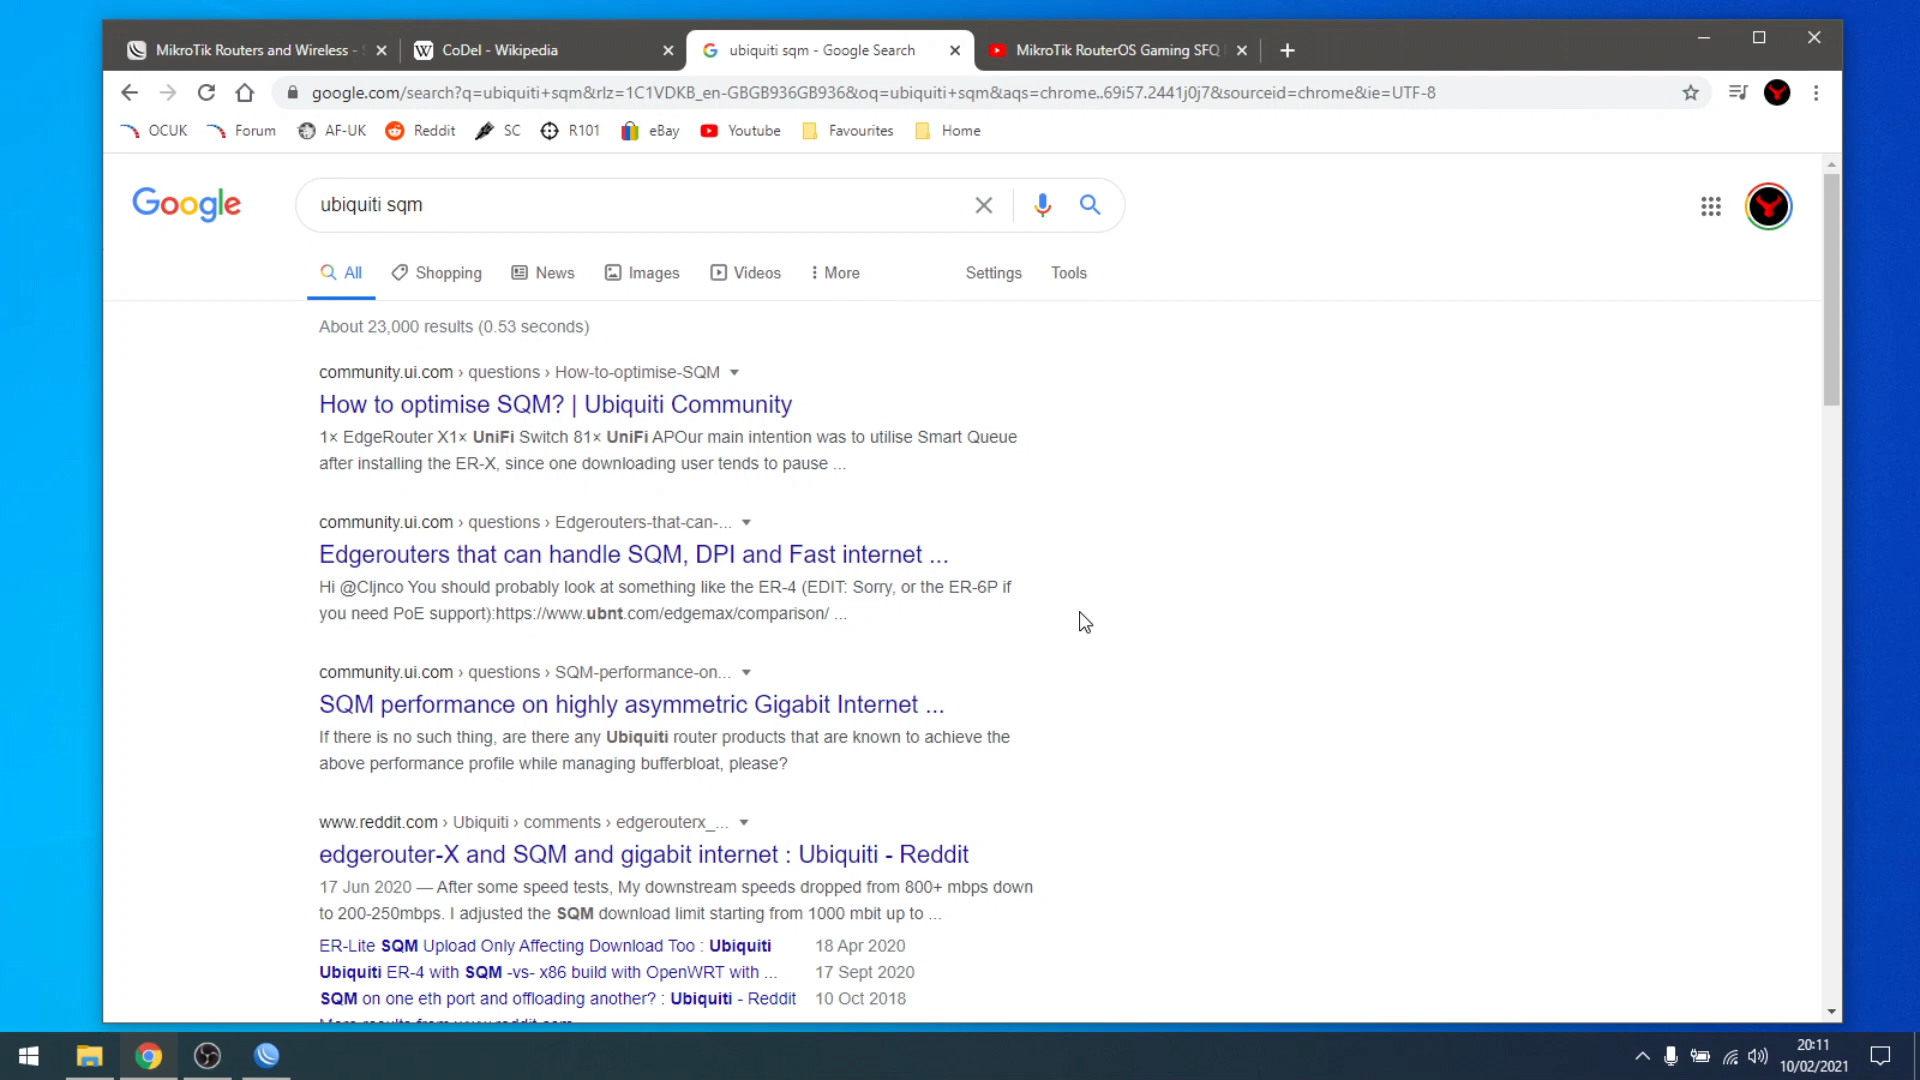 MikroTik Routers and Wireless -
CoDel - Wikipedia
ubiquiti sqm - Google Search
MikroTik RouterOS Gaming SFQ
google.com/search?q=ubiquiti+sqm&rlz=1C1VDKB_en-GBGB936GB936&oq=ubiquiti+sqm&aqs=chrome..69i57.2441j0j7&sourceid=chrome&ie=UTF-8
OCUK Forum AF-UK Reddit SC R101 eBay Youtube Favourites Home
Google
ubiquiti sqm
All Shopping News Images Videos More Settings Tools
About 23,000 results (0.53 seconds)
community.ui.com › questions › How-to-optimise-SQM
How to optimise SQM? | Ubiquiti Community
1× EdgeRouter X1× UniFi Switch 81× UniFi APOur main intention was to utilise Smart Queue
after installing the ER-X, since one downloading user tends to pause ...
community.ui.com › questions › Edgerouters-that-can-...
Edgerouters that can handle SQM, DPI and Fast internet ...
Hi @Cljnco You should probably look at something like the ER-4 (EDIT: Sorry, or the ER-6P if
you need PoE support):https://www.ubnt.com/edgemax/comparison/ ...
community.ui.com › questions › SQM-performance-on...
SQM performance on highly asymmetric Gigabit Internet ...
If there is no such thing, are there any Ubiquiti router products that are known to achieve the
above performance profile while managing bufferbloat, please?
www.reddit.com › Ubiquiti › comments › edgerouterx_...
edgerouter-X and SQM and gigabit internet : Ubiquiti - Reddit
17 Jun 2020 — After some speed tests, My downstream speeds dropped from 800+ mbps down
to 200-250mbps. I adjusted the SQM download limit starting from 1000 mbit up to ...
ER-Lite SQM Upload Only Affecting Download Too : Ubiquiti 18 Apr 2020
Ubiquiti ER-4 with SQM -vs- x86 build with OpenWRT with ... 17 Sept 2020
SQM on one eth port and offloading another? : Ubiquiti - Reddit 10 Oct 2018
More results from www.reddit.com
20:11
10/02/2021